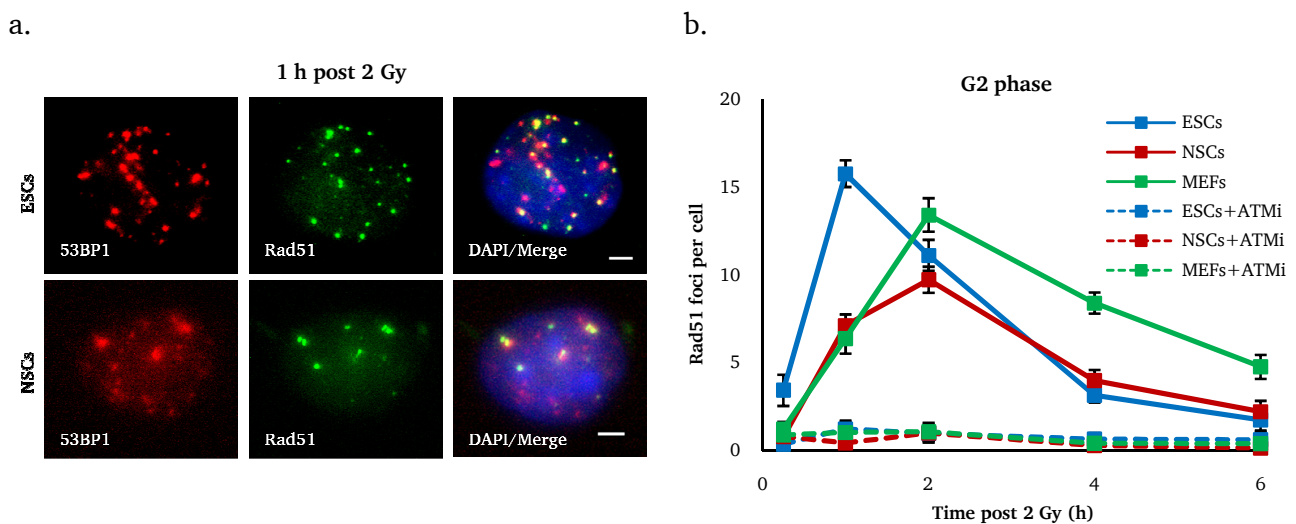 a.
1 h post 2 Gy
ESCs
53BP1
Rad51
DAPI/Merge
NSCs
53BP1
Rad51
DAPI/Merge
b.
G2 phase
Rad51 foci per cell
20
15
10
5
0
0 2 4 6
Time post 2 Gy (h)
ESCs
NSCs
MEFs
ESCs+ATMi
NSCs+ATMi
MEFs+ATMi